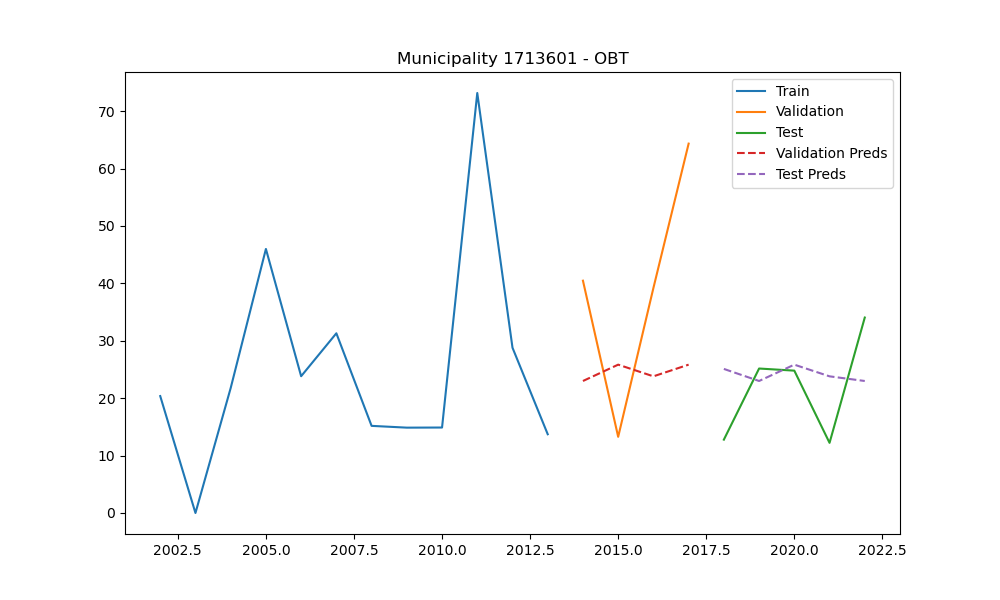 Municipality 1713601 - OBT
Train
Validation
Test
Validation Preds
Test Preds
70
60
50
40
30
20
10
0
2002.5 2005.0 2007.5 2010.0 2012.5 2015.0 2017.5 2020.0 2022.5